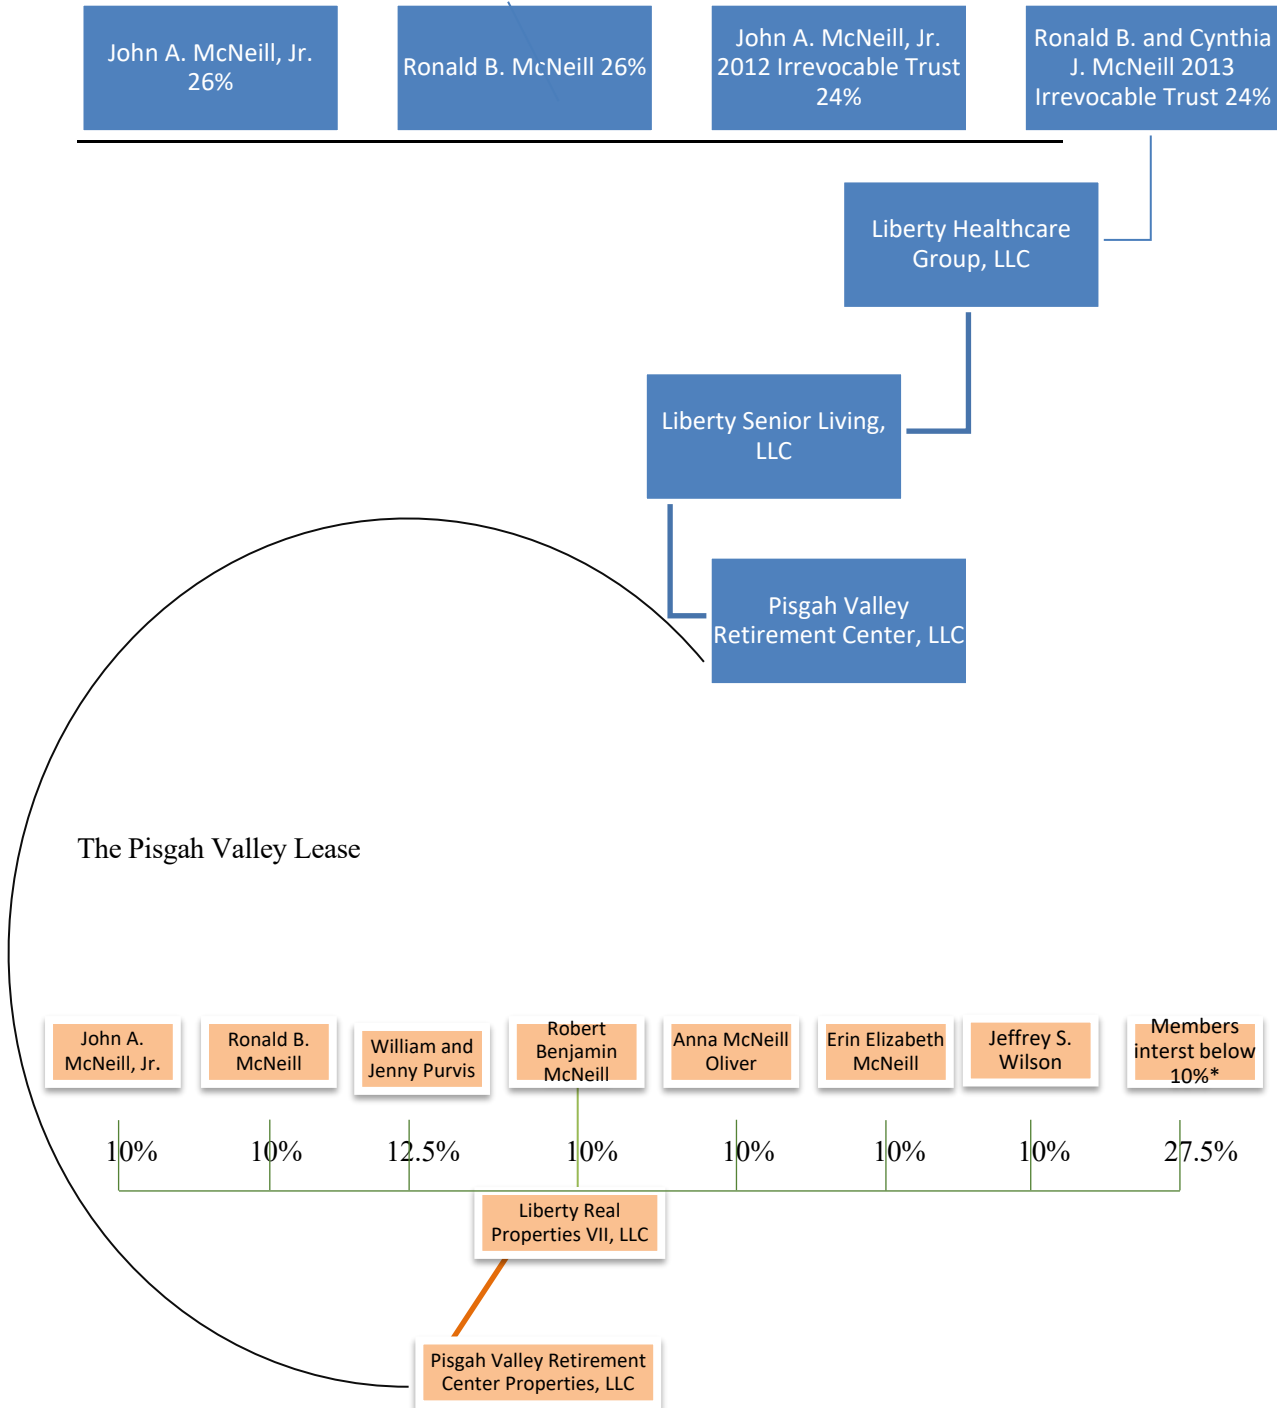 John A. McNeill, Jr.
26%
Ronald B. McNeill 26%
John A. McNeill, Jr.
2012 Irrevocable Trust
24%
Ronald B. and Cynthia
J. McNeill 2013
Irrevocable Trust 24%
Liberty Healthcare
Group, LLC
Liberty Senior Living,
LLC
Pisgah Valley
Retirement Center, LLC
The Pisgah Valley Lease
John A.
McNeill, Jr.
Ronald B.
McNeill
William and
Jenny Purvis
Robert
Benjamin
McNeill
Anna McNeill
Oliver
Erin Elizabeth
McNeill
Jeffrey S.
Wilson
Members
interst below
10%*
10%
10%
12.5%
10%
10%
10%
10%
27.5%
Liberty Real
Properties VII, LLC
Pisgah Valley Retirement
Center Properties, LLC